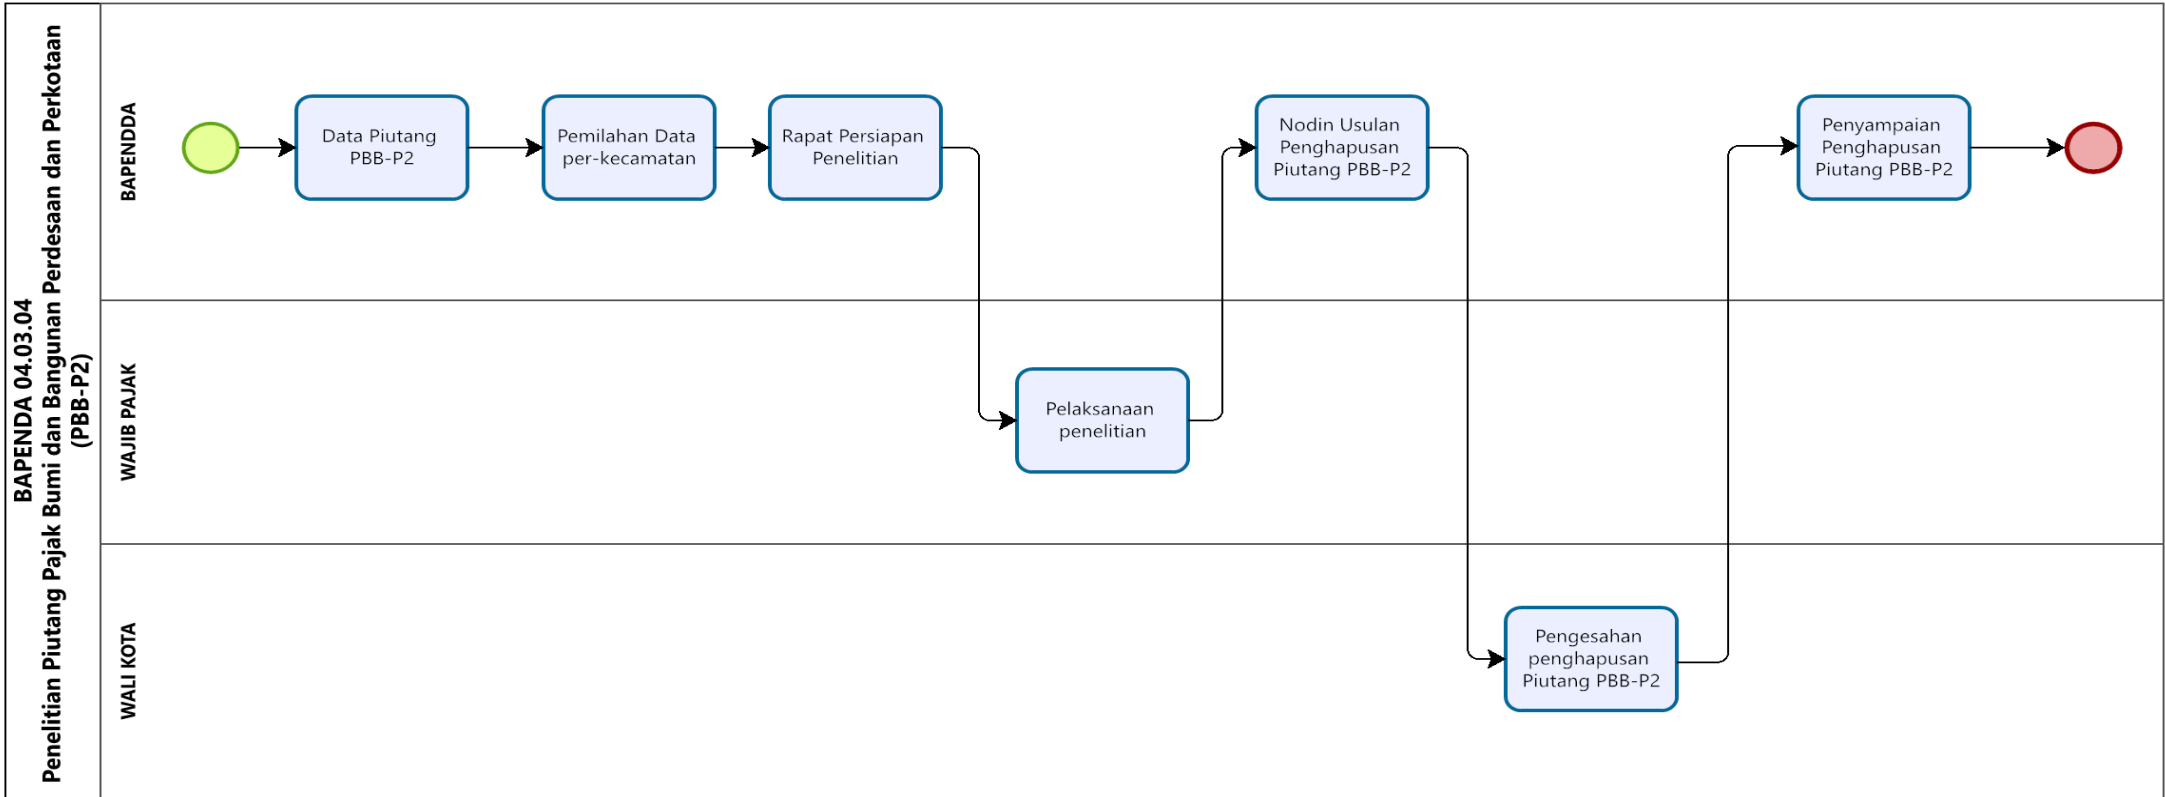 BAPENDA 04.03.04
Penelitian Piutang Pajak Bumi dan Bangunan Perdesaan dan Perkotaan
(PBB-P2)
BAPENDDA
Data Piutang
PBB-P2
Pemilahan Data
per-kecamatan
Rapat Persiapan
Penelitian
Nodin Usulan
Penghapusan
Piutang PBB-P2
Penyampaian
Penghapusan
Piutang PBB-P2
WAJIB PAJAK
Pelaksanaan
penelitian
WALI KOTA
Pengesahan
penghapusan
Piutang PBB-P2